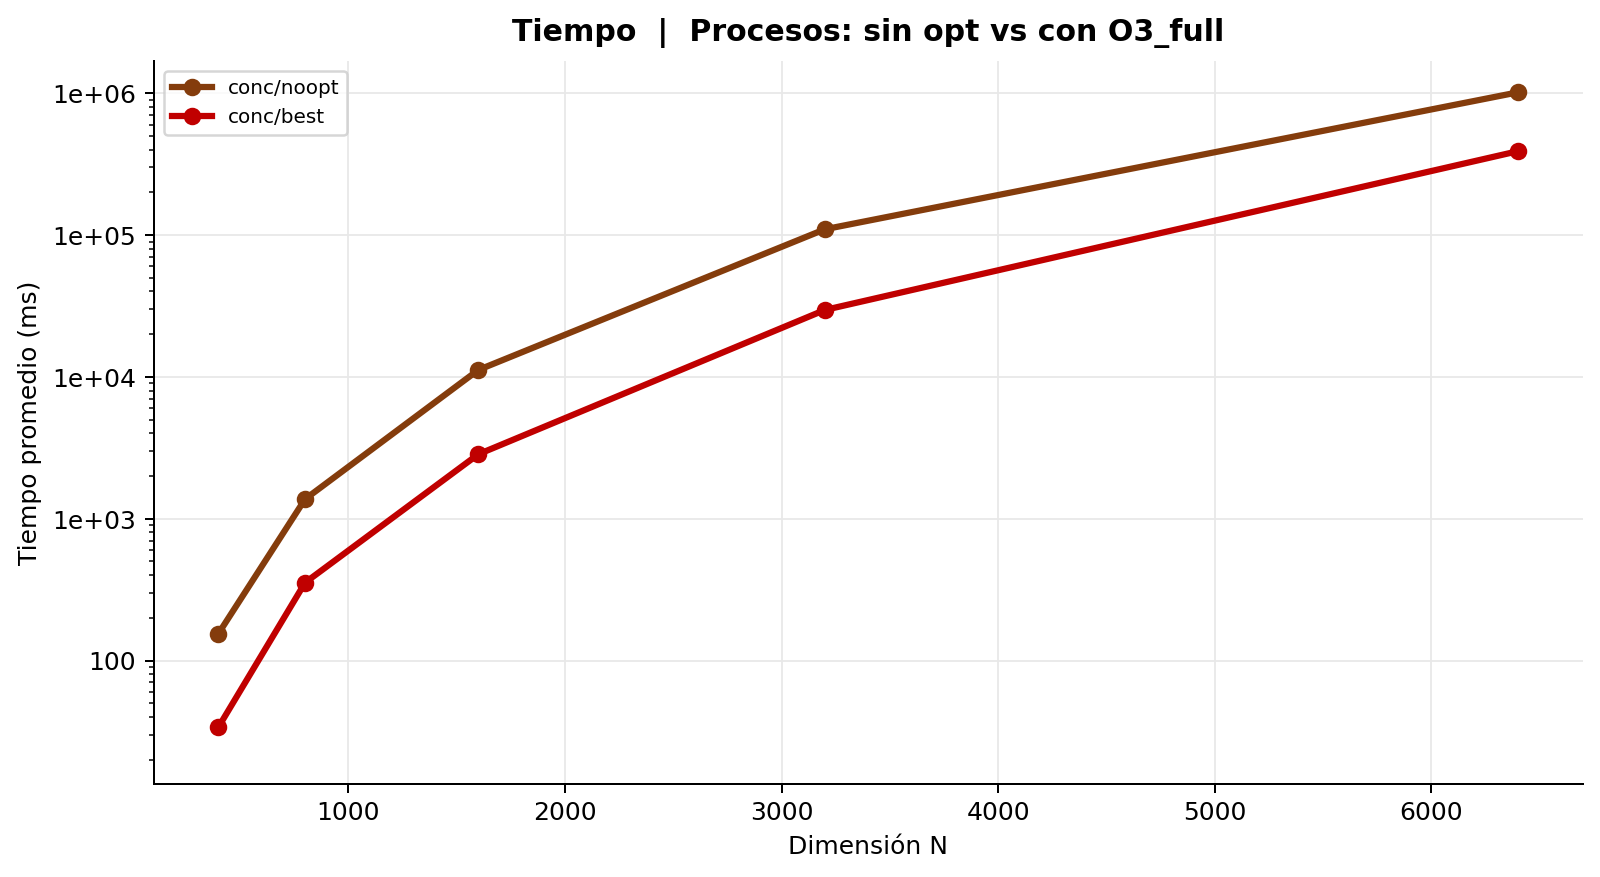 Tiempo | Procesos: sin opt vs con O3_full
conc/noopt
conc/best
Tiempo promedio (ms)
1e+06
1e+05
1e+04
1e+03
100
1000 2000 3000 4000 5000 6000
Dimensión N